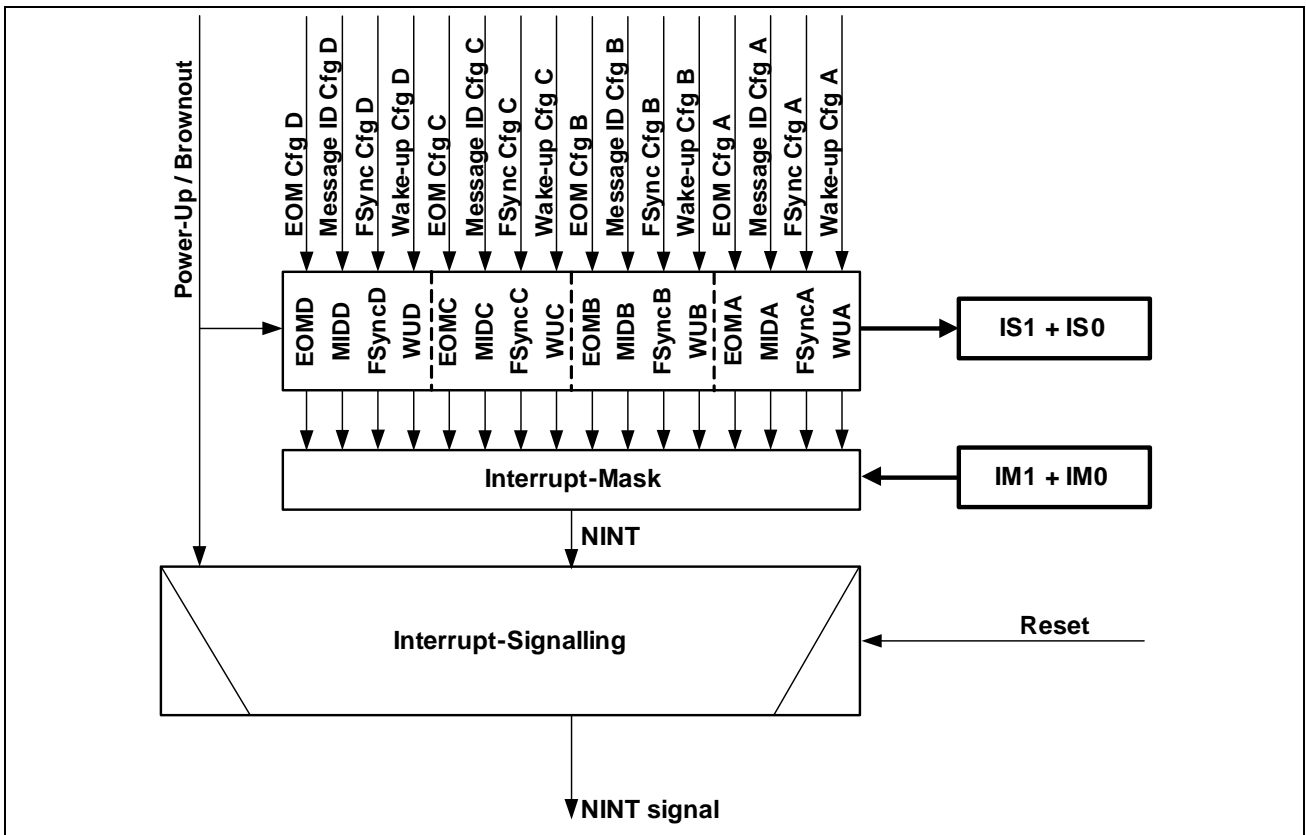 Power-Up / Brownout
EOM Cfg D
Message ID Cfg D
FSync Cfg D
Wake-up Cfg D
EOM Cfg C
Message ID Cfg C
FSync Cfg C
Wake-up Cfg C
EOM Cfg B
Message ID Cfg B
FSync Cfg B
Wake-up Cfg B
EOM Cfg A
Message ID Cfg A
FSync Cfg A
Wake-up Cfg A
EOMD
MIDD
FSyncD
WUD
EOMC
MIDC
FSyncC
WUC
EOMB
MIDB
FSyncB
WUB
EOMA
MIDA
FSyncA
WUA
IS1 + IS0
Interrupt-Mask
IM1 + IM0
NINT
Interrupt-Signalling
Reset
NINT signal